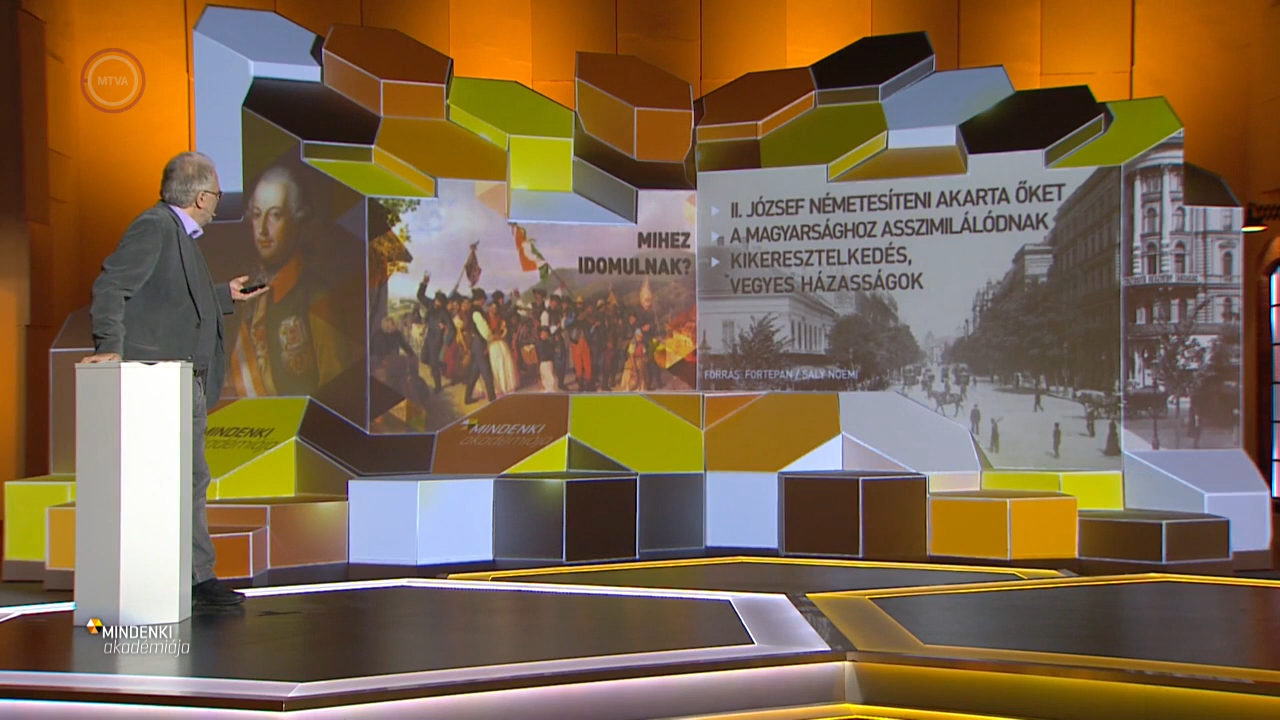 MTVA
MIHEZ
IDOMULNAK?
II. JÓZSEF NÉMETESÍTENI AKARTA ŐKET
A MAGYARSÁGHOZ ASSZIMILÁLÓDNAK
KIKERESZTELKEDÉS,
VEGYES HÁZASSÁGOK
FORRÁS: FORTEPAN / SALY NOÉMI
MINDENKI
akadémiája
MINDENKI
akadémiája
MINDENKI
akadémiája